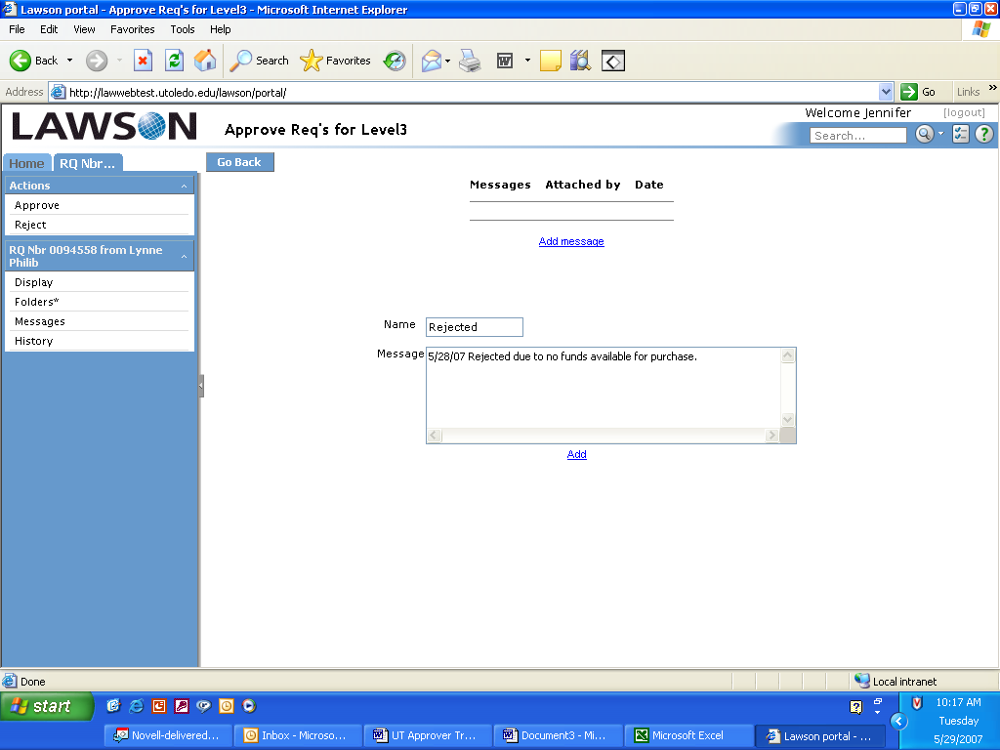 Lawson portal - Approve Req's for Level3 - Microsoft Internet Explorer
File Edit View Favorites Tools Help
Back Search Favorites
Address http://lawwebtest.utoledo.edu/lawson/portal/ Go Links »
LAWSON Approve Req's for Level3
Welcome Jennifer [logout]
Search...
Home RQ Nbr...
Go Back
Actions
Approve
Reject
RQ Nbr 0094558 from Lynne
Philib
Display
Folders*
Messages
History
Messages Attached by Date
Add message
Name Rejected
Message 5/28/07 Rejected due to no funds available for purchase.
Add
Done Local intranet
start
10:17 AM
Tuesday
5/29/2007
Novell-delivered... Inbox - Microso... UT Approver Tr... Document3 - Mi... Microsoft Excel Lawson portal - ...